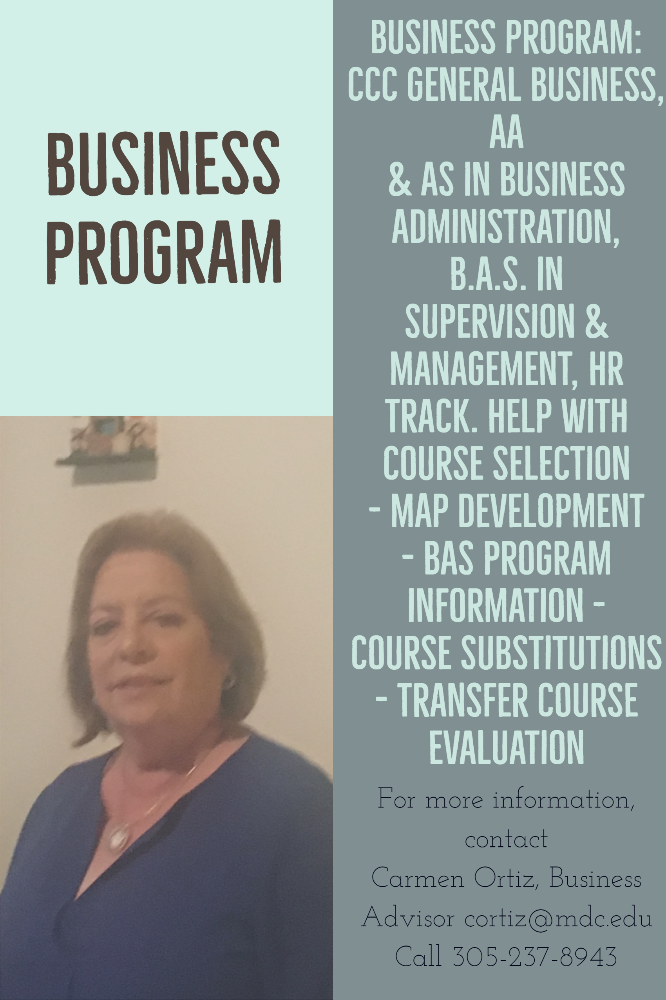 BUSINESS
PROGRAM
BUSINESS PROGRAM:
CCC GENERAL BUSINESS,
AA
& AS IN BUSINESS
ADMINISTRATION,
B.A.S. IN
SUPERVISION &
MANAGEMENT, HR
TRACK. HELP WITH
COURSE SELECTION
- MAP DEVELOPMENT
- BAS PROGRAM
INFORMATION -
COURSE SUBSTITUTIONS
- TRANSFER COURSE
EVALUATION
For more information,
contact
Carmen Ortiz, Business
Advisor cortiz@mdc.edu
Call 305-237-8943